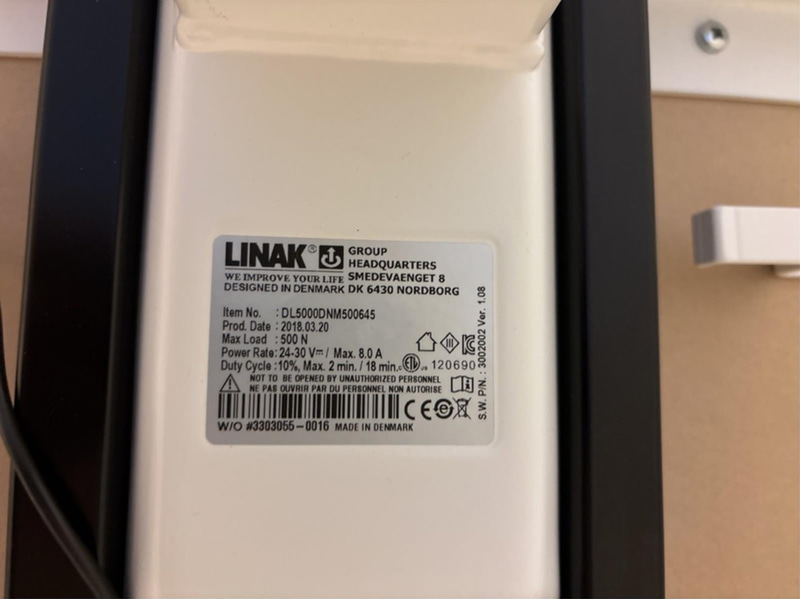 LINAK® GROUP
HEADQUARTERS
WE IMPROVE YOUR LIFE SMEDEVAENGET 8
DESIGNED IN DENMARK DK 6430 NORDBORG
Item No. : DL5000DNM500645
Prod. Date : 2018.03.20
Max Load : 500 N
Power Rate: 24-30 V⎓ / Max. 8.0 A
Duty Cycle :10%, Max. 2 min. / 18 min. c ETL us 120690
NOT TO BE OPENED BY UNAUTHORIZED PERSONNEL
NE PAS OUVRIR PAR DU PERSONNEL NON AUTORISE
CE
W/O #3303055-0016 MADE IN DENMARK
S.W. P/N. : 3002002 Ver. 1.08